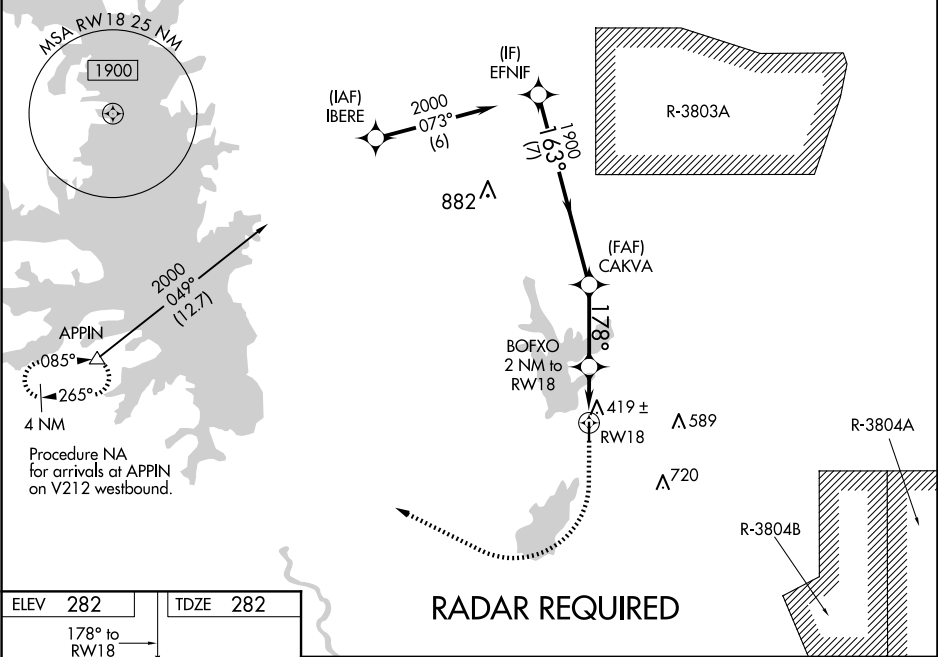 MSA RW 18 25 NM
1900
(IAF)
IBERE
2000
073°
(6)
(IF)
EFNIF
1900
163°
(7)
R-3803A
882
(FAF)
CAKVA
2000
049°
(12.7)
APPIN
085°
265°
4 NM
178°
BOFXO
2 NM to
RW18
419 ±
RW18
589
720
R-3804A
R-3804B
Procedure NA
for arrivals at APPIN
on V212 westbound.
RADAR REQUIRED
ELEV 282
TDZE 282
178° to
RW18